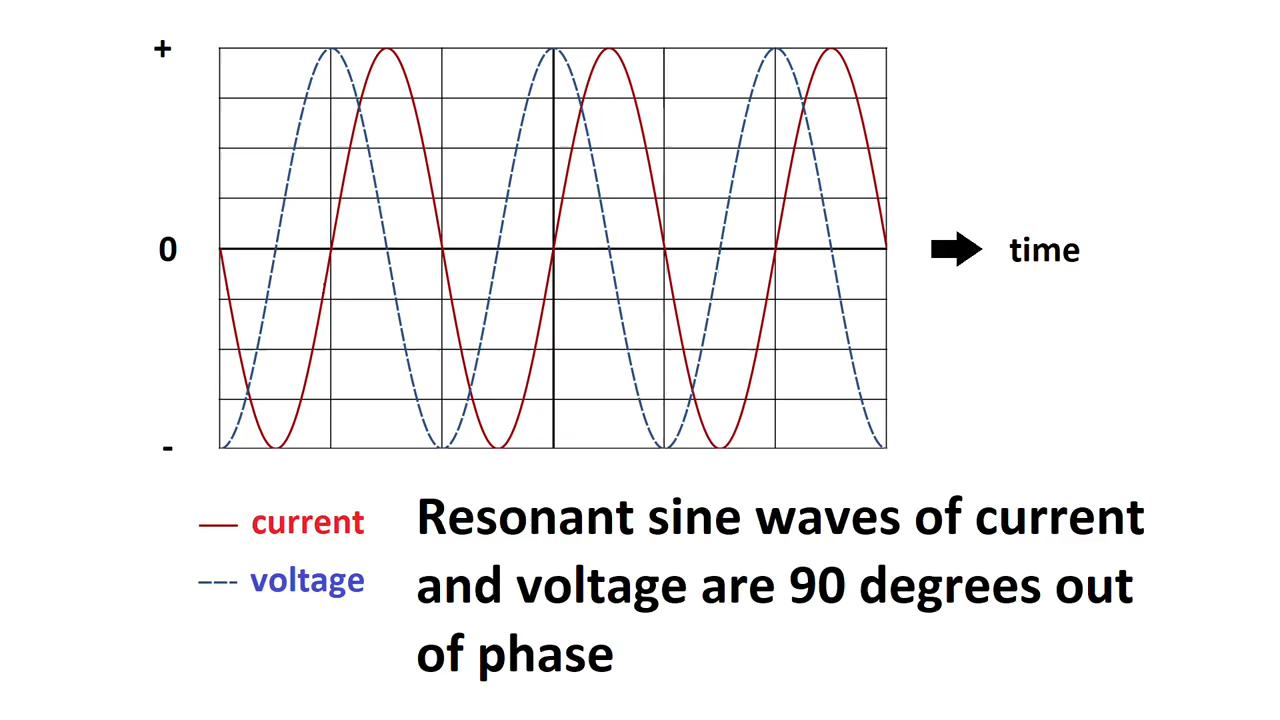 +
0
time
-
current
voltage
Resonant sine waves of current
and voltage are 90 degrees out
of phase